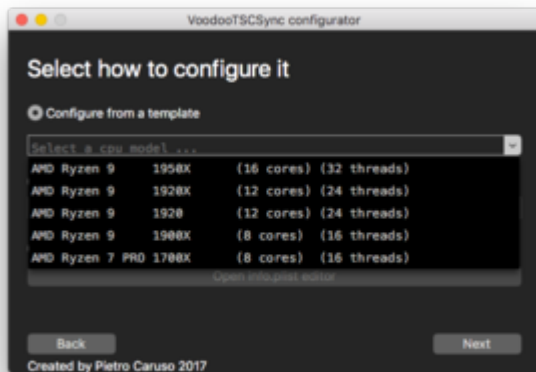 VoodooTSCSync configurator
Select how to configure it
Configure from a template
Select a cpu model ...
AMD Ryzen 9 1950X (16 cores) (32 threads)
AMD Ryzen 9 1920X (12 cores) (24 threads)
AMD Ryzen 9 1920 (12 cores) (24 threads)
AMD Ryzen 9 1900X (8 cores) (16 threads)
AMD Ryzen 7 PRO 1700X (8 cores) (16 threads)
Open info.plist editor
Back Next
Created by Pietro Caruso 2017